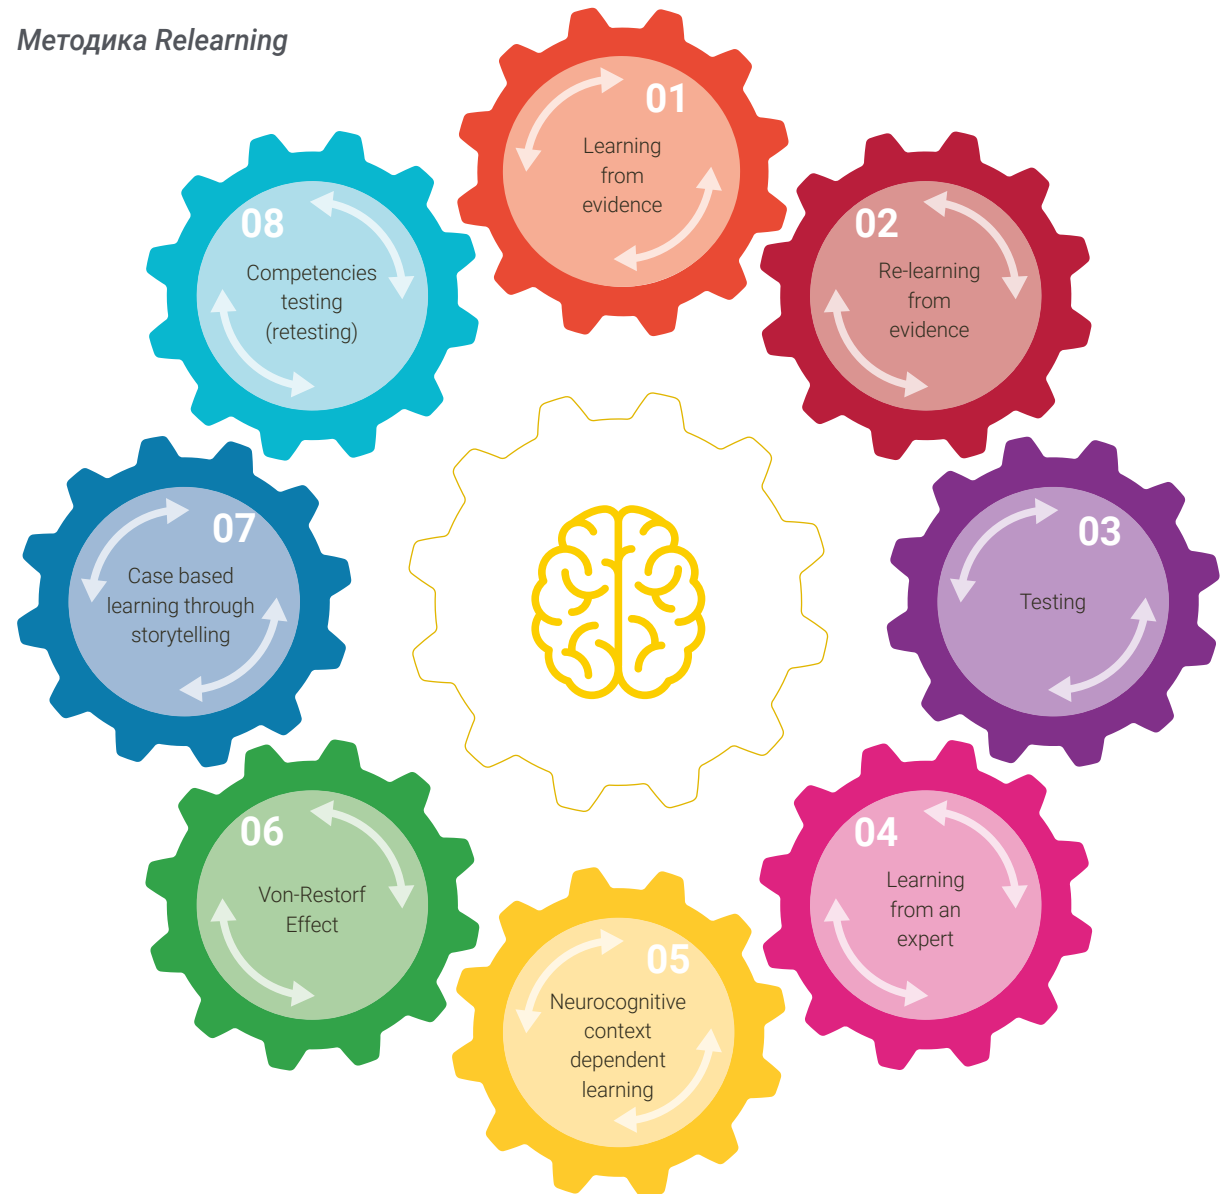 Методика Relearning
01
Learning
from
evidence
02
Re-learning
from
evidence
03
Testing
04
Learning
from an
expert
05
Neurocognitive
context
dependent
learning
06
Von-Restorf
Effect
07
Case based
learning through
storytelling
08
Competencies
testing
(retesting)